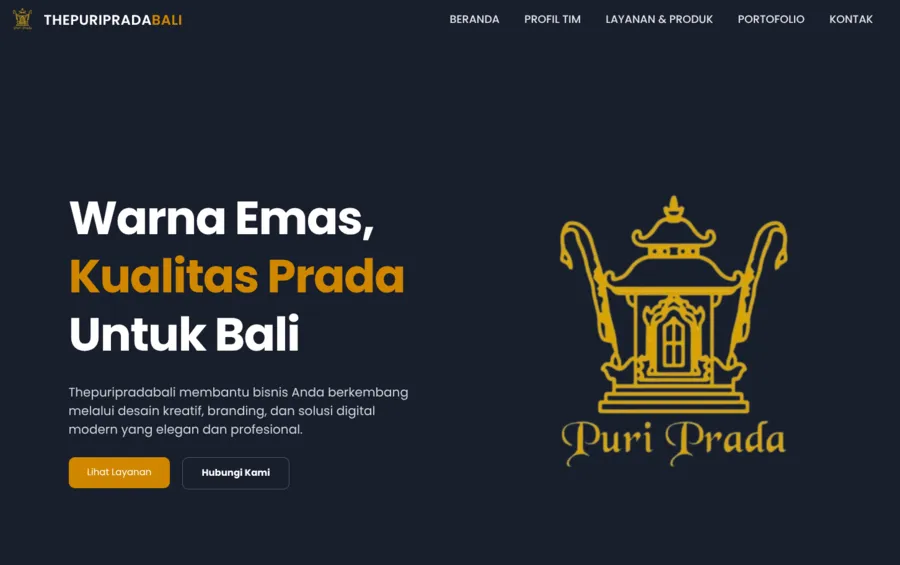 THEPURIPRADABALI
BERANDA PROFIL TIM LAYANAN & PRODUK PORTOFOLIO KONTAK
Warna Emas,
Kualitas Prada
Untuk Bali
Thepuripradabali membantu bisnis Anda berkembang
melalui desain kreatif, branding, dan solusi digital
modern yang elegan dan profesional.
Lihat Layanan Hubungi Kami
Puri Prada